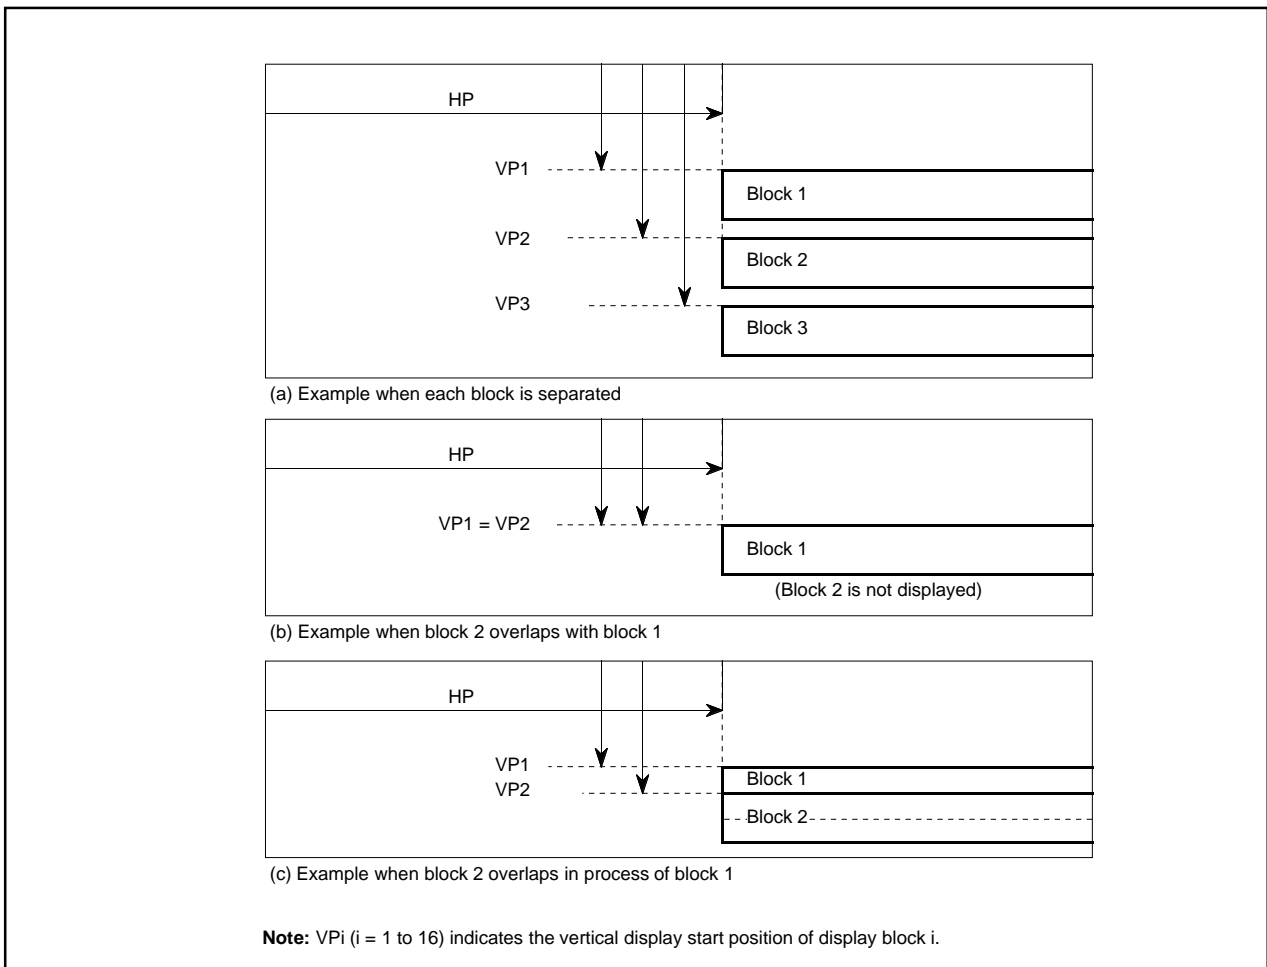 HP
VP1
Block 1
VP2
Block 2
VP3
Block 3
(a) Example when each block is separated
HP
VP1 = VP2
Block 1
(Block 2 is not displayed)
(b) Example when block 2 overlaps with block 1
HP
VP1
Block 1
VP2
Block 2
(c) Example when block 2 overlaps in process of block 1
Note: VPi (i = 1 to 16) indicates the vertical display start position of display block i.